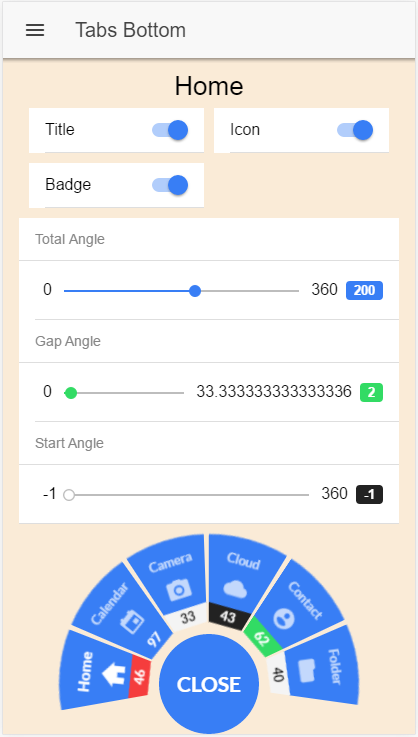 Tabs Bottom
Home
Title
Icon
Badge
Total Angle
0 360 200
Gap Angle
0 33.333333333333336 2
Start Angle
-1 360 -1
Home 46
Calendar 97
Camera 33
Cloud 43
Contact 62
Folder 40
CLOSE